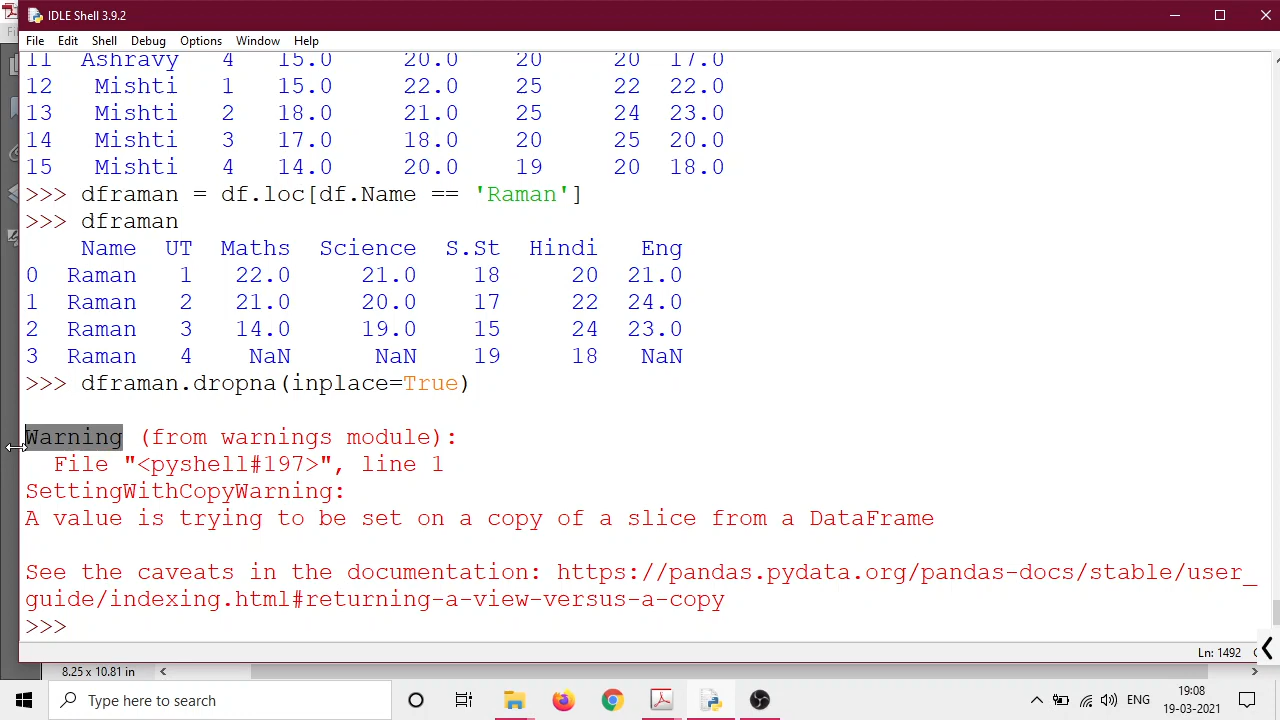 IDLE Shell 3.9.2
File Edit Shell Debug Options Window Help
11 Ashravy 4 15.0 20.0 20 20 17.0
12 Mishti 1 15.0 22.0 25 22 22.0
13 Mishti 2 18.0 21.0 25 24 23.0
14 Mishti 3 17.0 18.0 20 25 20.0
15 Mishti 4 14.0 20.0 19 20 18.0
>>> dframan = df.loc[df.Name == 'Raman']
>>> dframan
Name UT Maths Science S.St Hindi Eng
0 Raman 1 22.0 21.0 18 20 21.0
1 Raman 2 21.0 20.0 17 22 24.0
2 Raman 3 14.0 19.0 15 24 23.0
3 Raman 4 NaN NaN 19 18 NaN
>>> dframan.dropna(inplace=True)
Warning (from warnings module):
File "<pyshell#197>", line 1
SettingWithCopyWarning:
A value is trying to be set on a copy of a slice from a DataFrame
See the caveats in the documentation: https://pandas.pydata.org/pandas-docs/stable/user_
guide/indexing.html#returning-a-view-versus-a-copy
>>>
Ln: 1492
8.25 x 10.81 in
Type here to search
ENG
19:08
19-03-2021